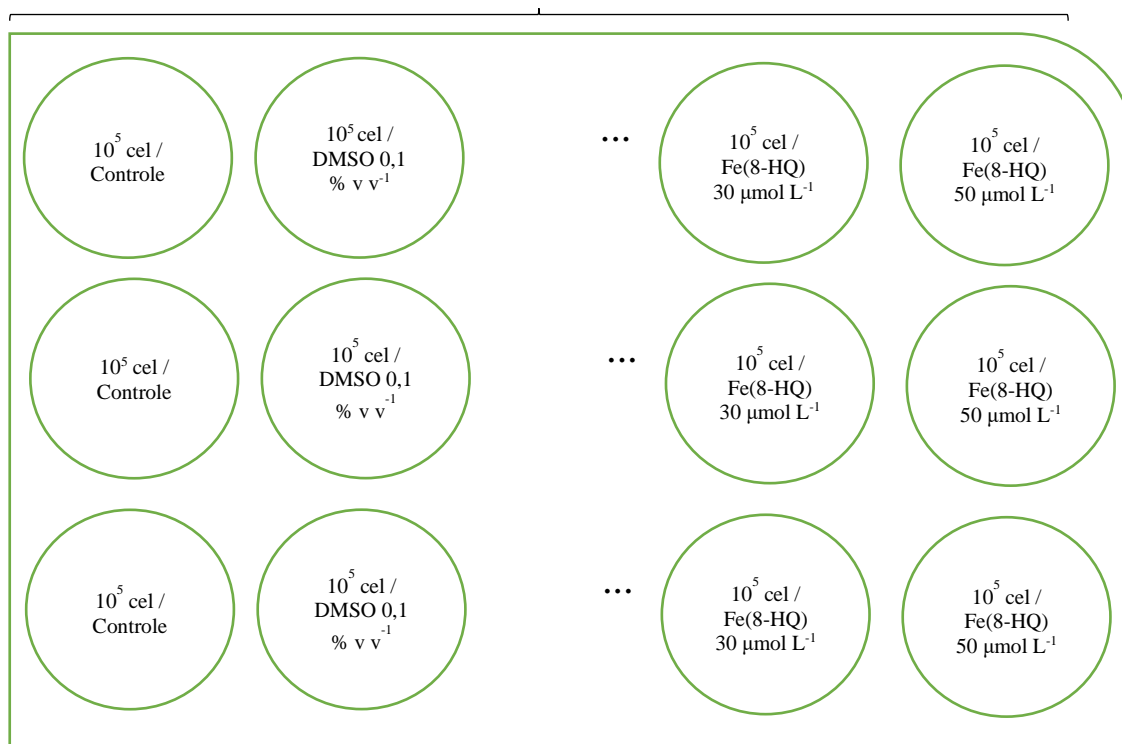 10⁵ cel /
Controle
10⁵ cel /
DMSO 0,1
% v v⁻¹
...
10⁵ cel /
Fe(8-HQ)
30 µmol L⁻¹
10⁵ cel /
Fe(8-HQ)
50 µmol L⁻¹
10⁵ cel /
Controle
10⁵ cel /
DMSO 0,1
% v v⁻¹
...
10⁵ cel /
Fe(8-HQ)
30 µmol L⁻¹
10⁵ cel /
Fe(8-HQ)
50 µmol L⁻¹
10⁵ cel /
Controle
10⁵ cel /
DMSO 0,1
% v v⁻¹
...
10⁵ cel /
Fe(8-HQ)
30 µmol L⁻¹
10⁵ cel /
Fe(8-HQ)
50 µmol L⁻¹